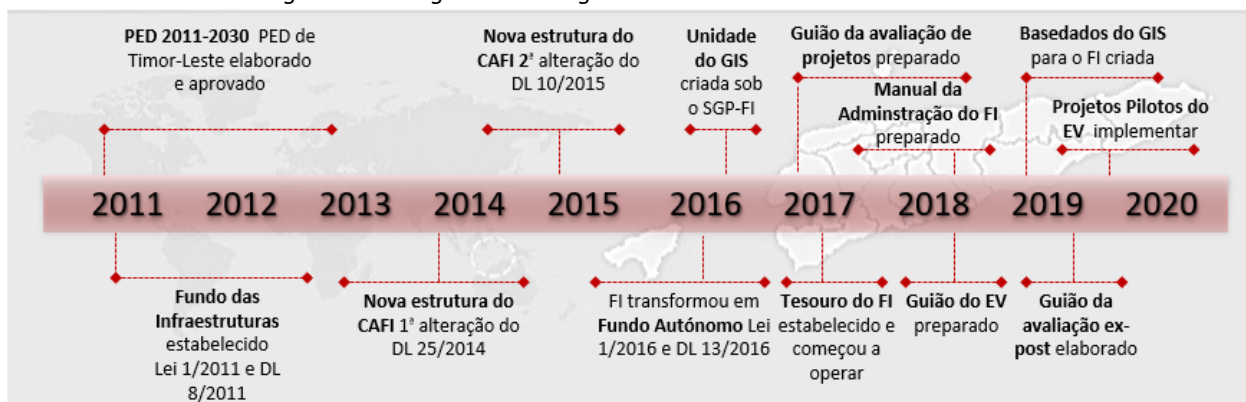 PED 2011-2030 PED de
Timor-Leste elaborado
e aprovado
Nova estrutura do
CAFI 2ª alteração do
DL 10/2015
Unidade
do GIS
criada sob
o SGP-FI
Guião da avaliação de
projetos preparado
Manual da
Adminstração do FI
preparado
Basedados do GIS
para o FI criada
Projetos Pilotos do
EV implementar
2011 2012 2013 2014 2015 2016 2017 2018 2019 2020
Fundo das
Infraestruturas
estabelecido
Lei 1/2011 e DL
8/2011
Nova estrutura do
CAFI 1ª alteração do
DL 25/2014
FI transformou em
Fundo Autónomo Lei
1/2016 e DL 13/2016
Tesouro do FI
estabelecido e
começou a
operar
Guião do EV
preparado
Guião da
avaliação ex-
post elaborado